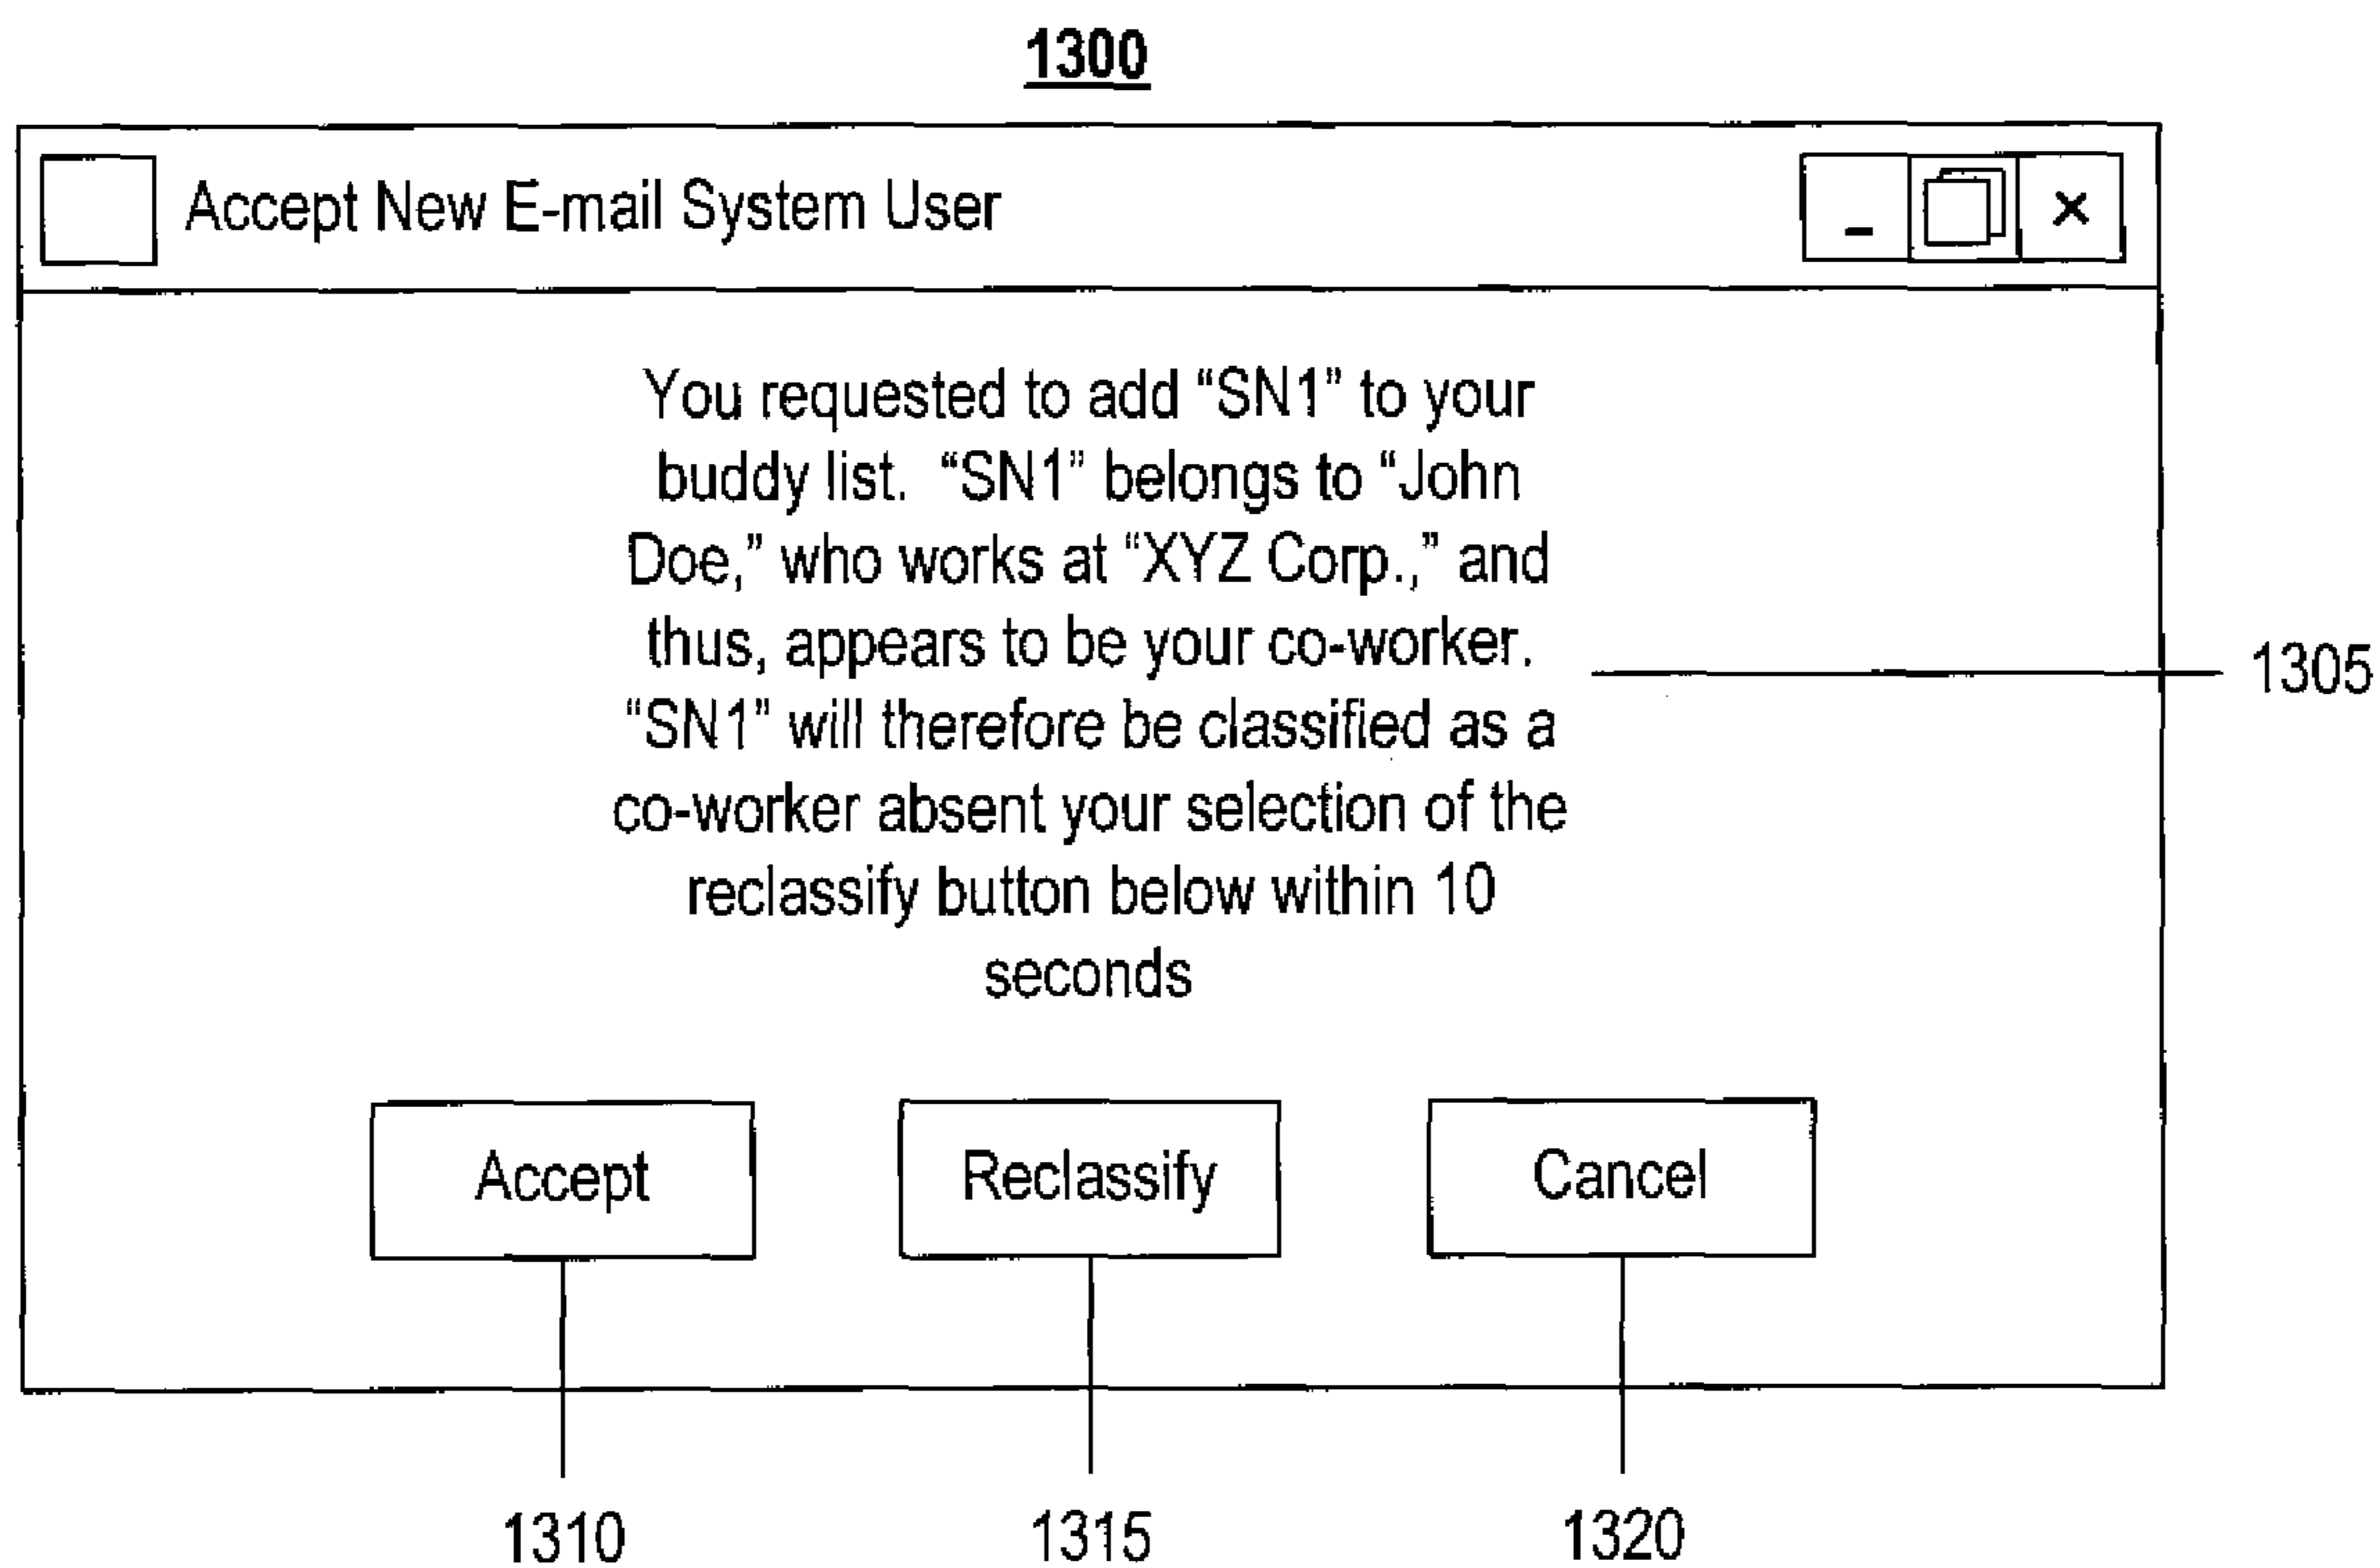 1300
Accept New E-mail System User
You requested to add “SN1” to your
buddy list.  “SN1” belongs to “John
Doe,” who works at “XYZ Corp.,” and
thus, appears to be your co-worker.
“SN1” will therefore be classified as a
co-worker absent your selection of the
reclassify button below within 10
seconds
1305
Accept
Reclassify
Cancel
1310
1315
1320